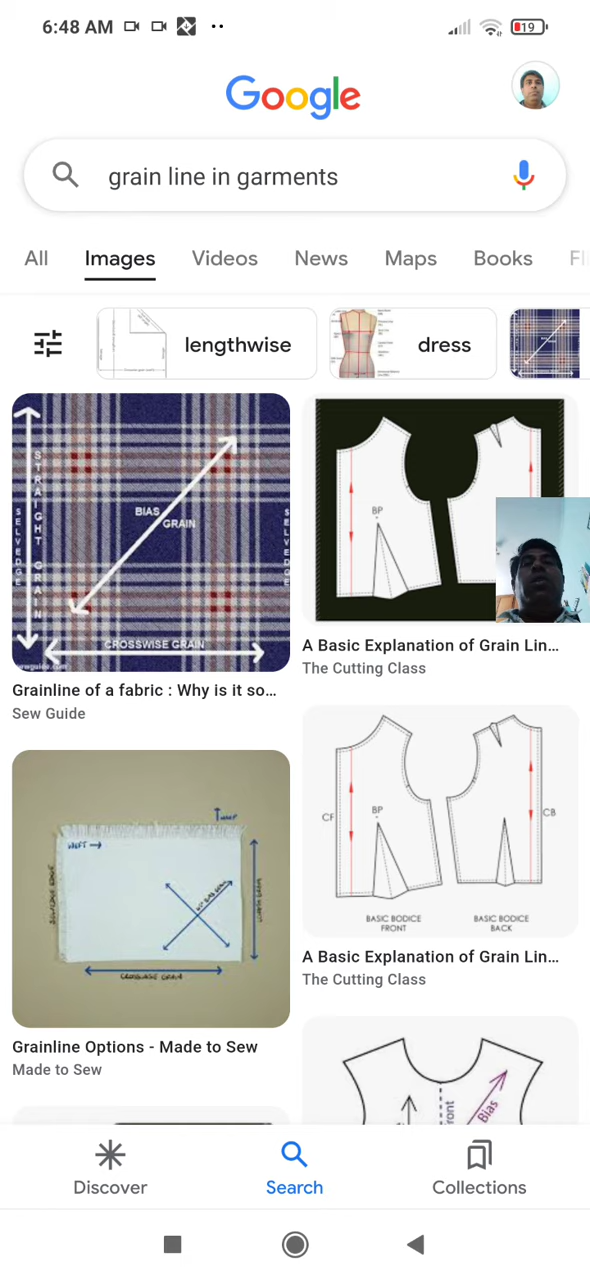 6:48 AM
19
Google
grain line in garments
All Images Videos News Maps Books
lengthwise
dress
STRAIGHT GRAIN
SELVEDGE
BIAS
GRAIN
SELVEDGE
CROSSWISE GRAIN
BP
A Basic Explanation of Grain Lin...
The Cutting Class
Grainline of a fabric : Why is it so...
Sew Guide
CF
BP
CB
BASIC BODICE
FRONT
BASIC BODICE
BACK
WEFT
CROSSWISE GRAIN
A Basic Explanation of Grain Lin...
The Cutting Class
Grainline Options - Made to Sew
Made to Sew
Bias
Discover
Search
Collections